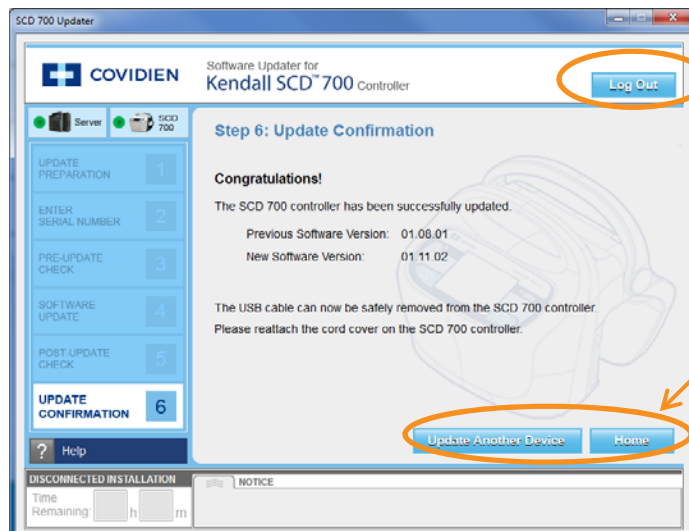 SCD 700 Updater
COVIDIEN
Software Updater for
Kendall SCD™ 700 Controller
Log Out
Server
SCD
700
Step 6: Update Confirmation
UPDATE
PREPARATION
1
ENTER
SERIAL NUMBER
2
PRE-UPDATE
CHECK
3
SOFTWARE
UPDATE
4
POST-UPDATE
CHECK
5
UPDATE
CONFIRMATION
6
Congratulations!
The SCD 700 controller has been successfully updated.
Previous Software Version: 01.08.01
New Software Version: 01.11.02
The USB cable can now be safely removed from the SCD 700 controller.
Please reattach the cord cover on the SCD 700 controller.
Update Another Device
Home
? Help
DISCONNECTED INSTALLATION
Time
Remaining: h m
NOTICE